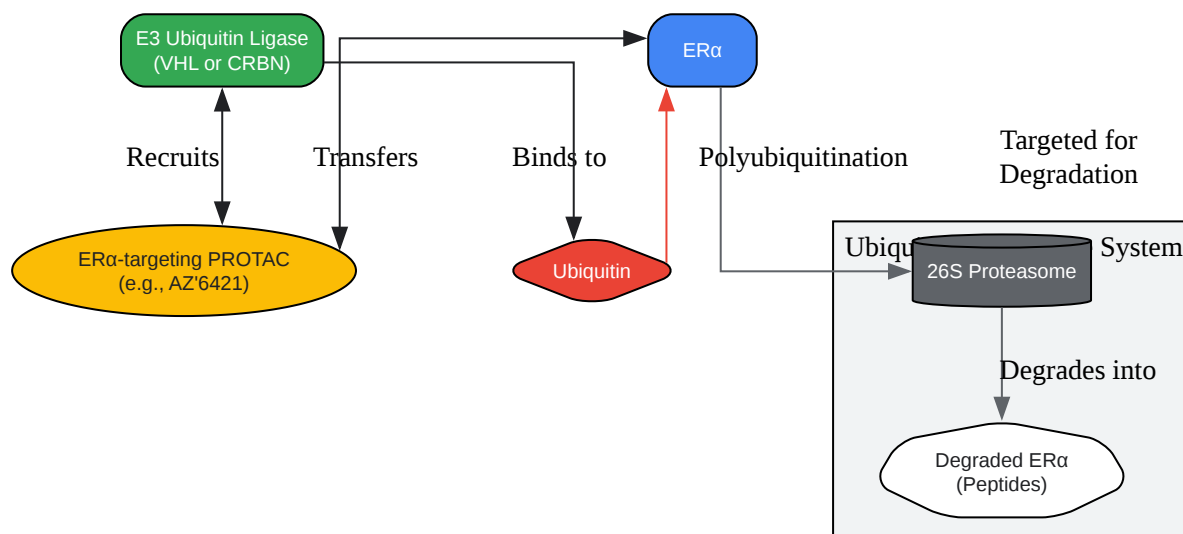 E3 Ubiquitin Ligase
(VHL or CRBN)
ERα
Recruits
Transfers
Binds to
Polyubiquitination
Targeted for
Degradation
ERα-targeting PROTAC
(e.g., AZ'6421)
Ubiquitin
System
26S Proteasome
Degrades into
Degraded ERα
(Peptides)